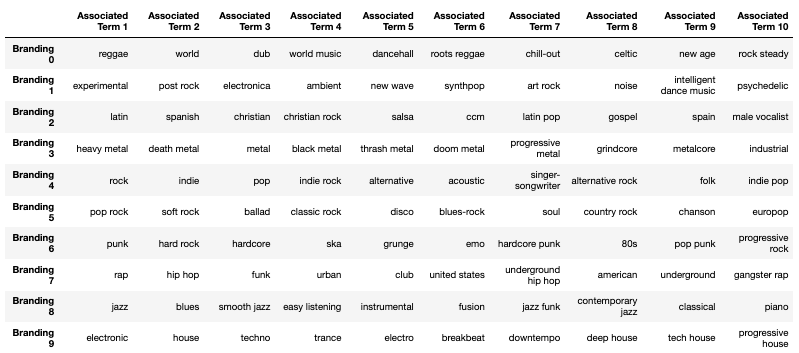 Associated Term 1 Associated Term 2 Associated Term 3 Associated Term 4 Associated Term 5 Associated Term 6 Associated Term 7 Associated Term 8 Associated Term 9 Associated Term 10
Branding 0 reggae world dub world music dancehall roots reggae chill-out celtic new age rock steady
Branding 1 experimental post rock electronica ambient new wave synthpop art rock noise intelligent dance music psychedelic
Branding 2 latin spanish christian christian rock salsa ccm latin pop gospel spain male vocalist
Branding 3 heavy metal death metal metal black metal thrash metal doom metal progressive metal grindcore metalcore industrial
Branding 4 rock indie pop indie rock alternative acoustic singer-songwriter alternative rock folk indie pop
Branding 5 pop rock soft rock ballad classic rock disco blues-rock soul country rock chanson europop
Branding 6 punk hard rock hardcore ska grunge emo hardcore punk 80s pop punk progressive rock
Branding 7 rap hip hop funk urban club united states underground hip hop american underground gangster rap
Branding 8 jazz blues smooth jazz easy listening instrumental fusion jazz funk contemporary jazz classical piano
Branding 9 electronic house techno trance electro breakbeat downtempo deep house tech house progressive house